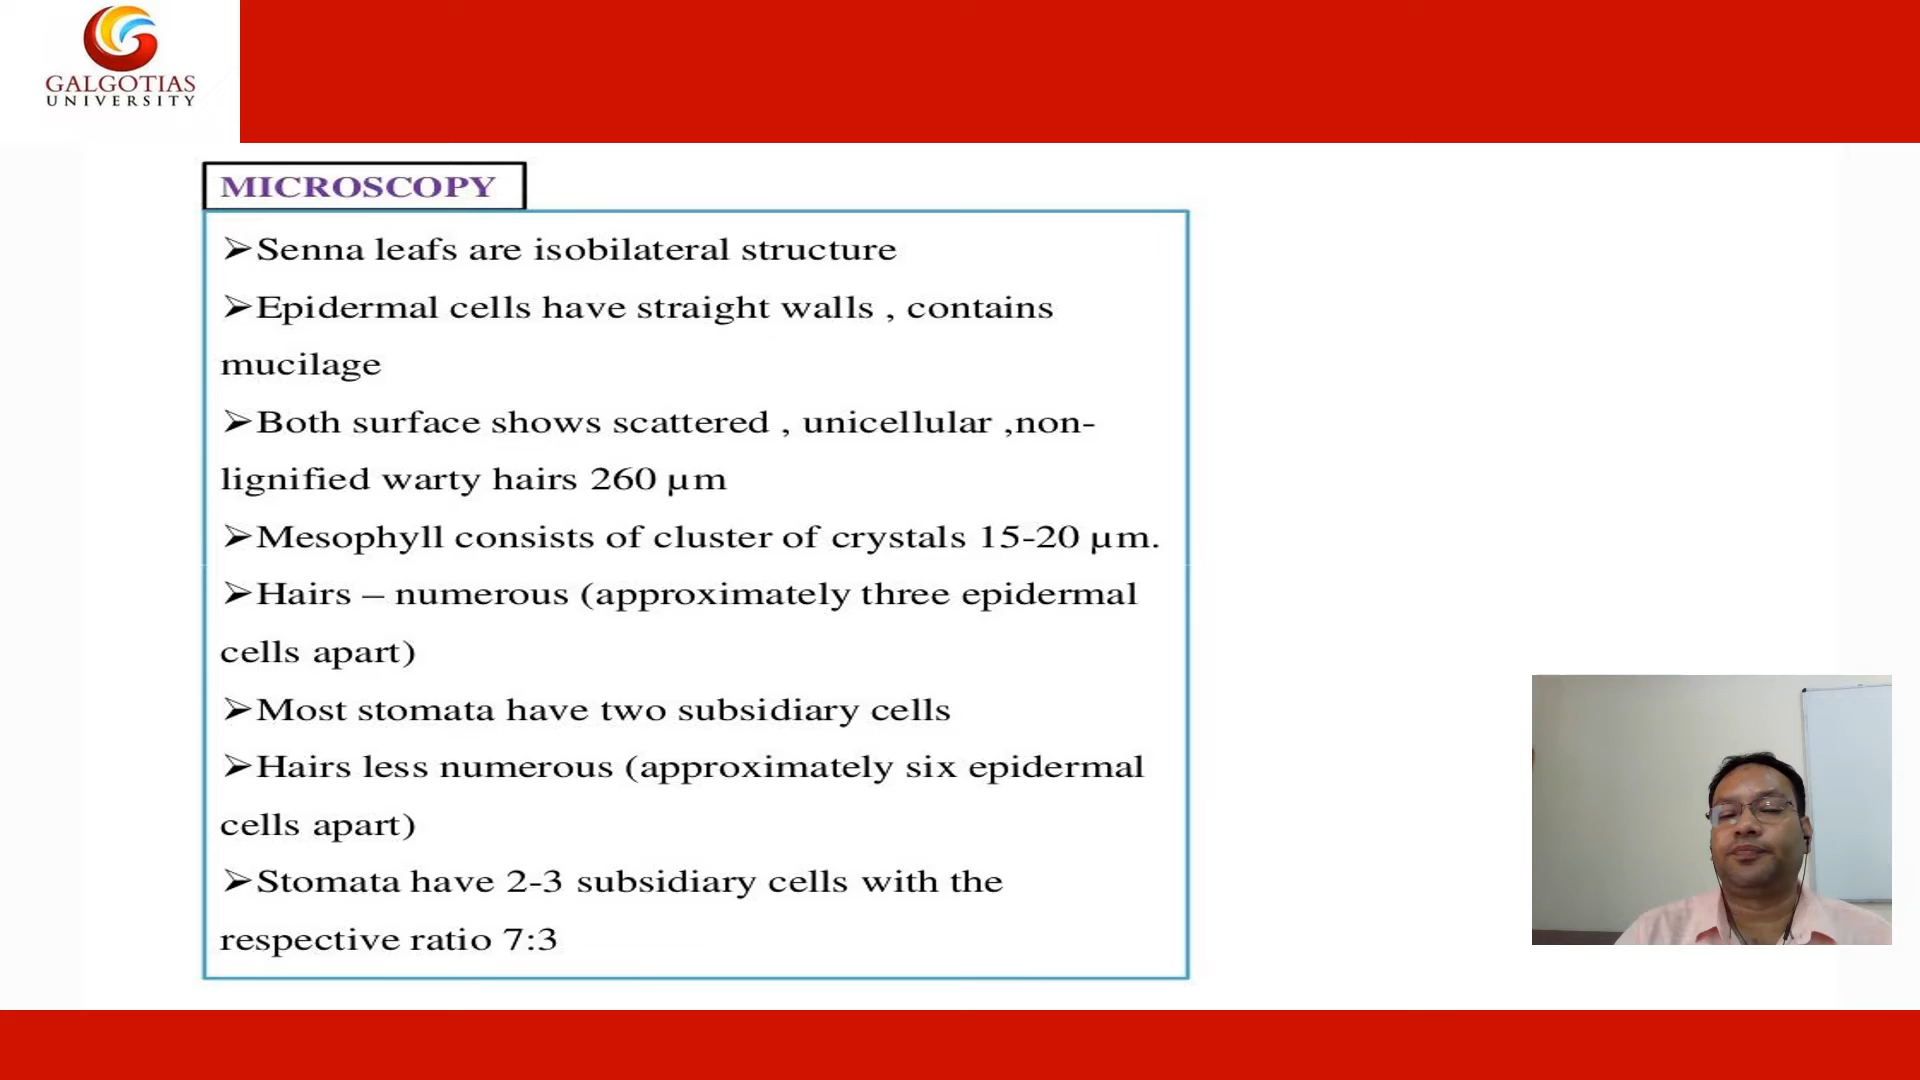 GALGOTIAS
UNIVERSITY
MICROSCOPY
➢Senna leafs are isobilateral structure
➢Epidermal cells have straight walls , contains
mucilage
➢Both surface shows scattered , unicellular ,non-
lignified warty hairs 260 µm
➢Mesophyll consists of cluster of crystals 15-20 µm.
➢Hairs – numerous (approximately three epidermal
cells apart)
➢Most stomata have two subsidiary cells
➢Hairs less numerous (approximately six epidermal
cells apart)
➢Stomata have 2-3 subsidiary cells with the
respective ratio 7:3